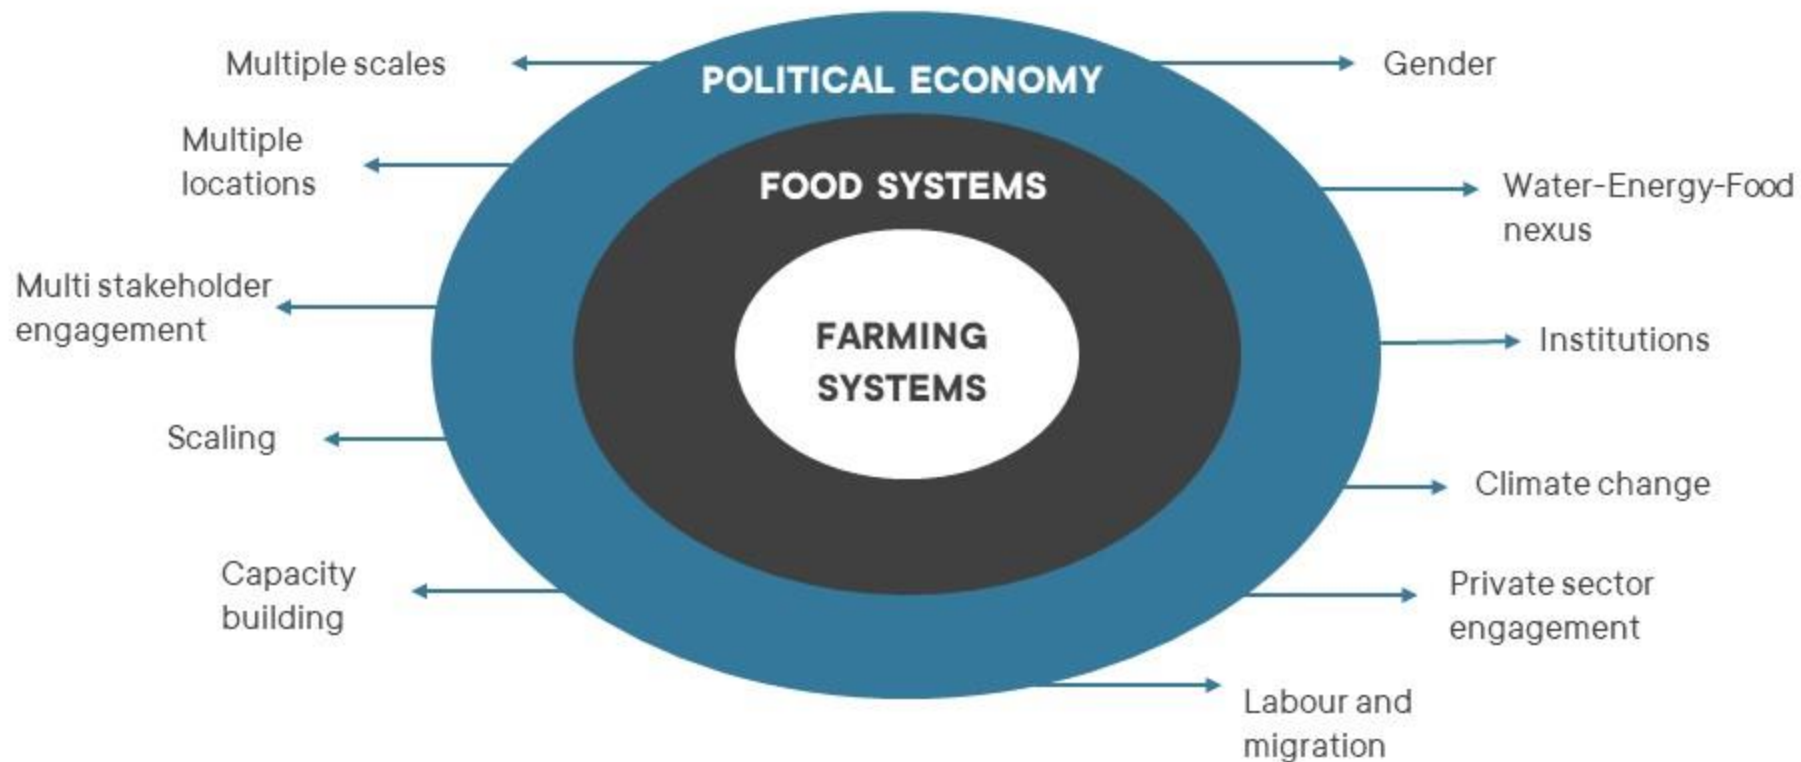 Multiple scales
POLITICAL ECONOMY
Gender
Multiple
locations
FOOD SYSTEMS
Water-Energy-Food
nexus
Multi stakeholder
engagement
FARMING
SYSTEMS
Institutions
Scaling
Climate change
Capacity
building
Private sector
engagement
Labour and
migration